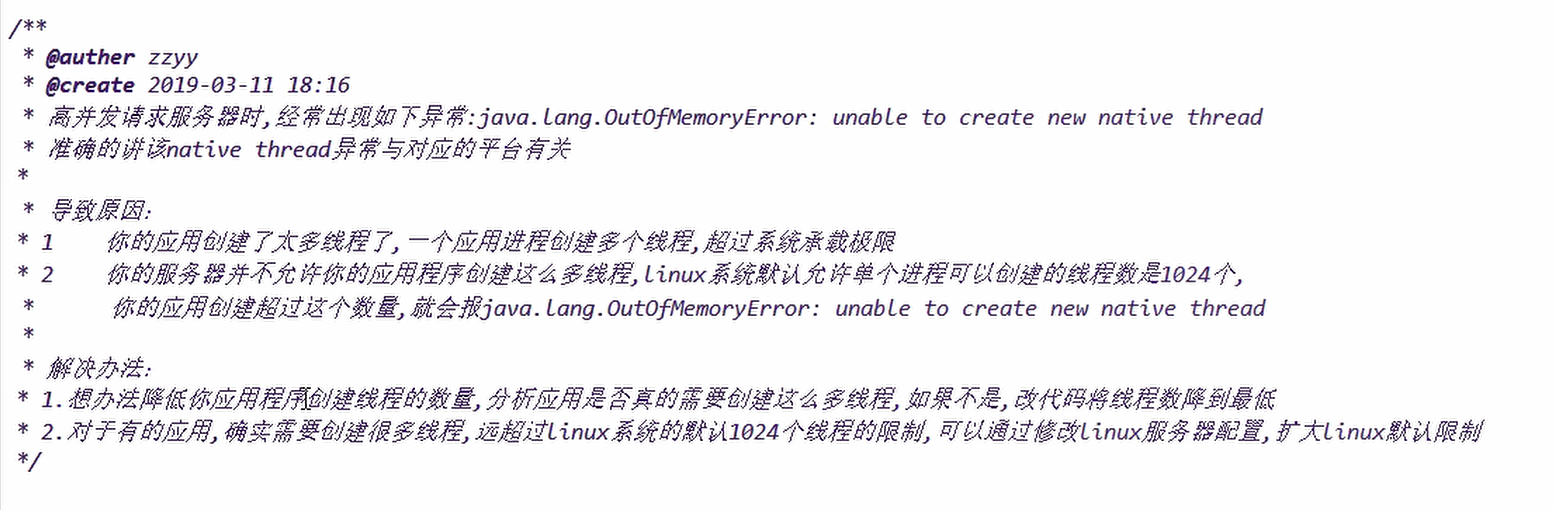 /**
* @auther zzyy
* @create 2019-03-11 18:16
* 高并发请求服务器时,经常出现如下异常:java.lang.OutOfMemoryError: unable to create new native thread
* 准确的讲该native thread异常与对应的平台有关
*
* 导致原因:
* 1 你的应用创建了太多线程了,一个应用进程创建多个线程,超过系统承载极限
* 2 你的服务器并不允许你的应用程序创建这么多线程,linux系统默认允许单个进程可以创建的线程数是1024个,
* 你的应用创建超过这个数量,就会报java.lang.OutOfMemoryError: unable to create new native thread
*
* 解决办法:
* 1.想办法降低你应用程序创建线程的数量,分析应用是否真的需要创建这么多线程,如果不是,改代码将线程数降到最低
* 2.对于有的应用,确实需要创建很多线程,远超过linux系统的默认1024个线程的限制,可以通过修改linux服务器配置,扩大linux默认限制
*/